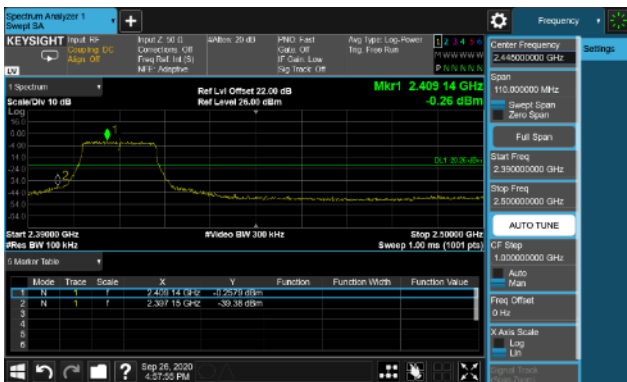 Spectrum Analyzer 1
Swept SA
Frequency
Settings
KEYSIGHT
Input: RF
Coupling: DC
Align: Off
Input Z: 50 Ω
Corrections: Off
Freq Ref: Int (S)
NFE: Adaptive
#Atten: 20 dB
PNO: Fast
Gate: Off
IF Gain: Low
Sig Track: Off
Avg Type: Log-Power
Trig: Free Run
1 2 3 4 5 6
M W W W W W
P N N N N N
LV
1 Spectrum
Scale/Div 10 dB
Ref Lvl Offset 22.00 dB
Ref Level 26.00 dBm
Mkr1 2.409 14 GHz
-0.26 dBm
Log
16.0
6.00
-4.00
-14.0
-24.0
-34.0
-44.0
-54.0
-64.0
1
2
DL1 -20.26 dBm
Start 2.39000 GHz
#Res BW 100 kHz
#Video BW 300 kHz
Stop 2.50000 GHz
Sweep 1.00 ms (1001 pts)
5 Marker Table
Mode Trace Scale X Y Function Function Width Function Value
1 N 1 f 2.409 14 GHz -0.2579 dBm
2 N 1 f 2.397 15 GHz -39.38 dBm
3
4
5
6
Sep 26, 2020
4:57:55 PM
Center Frequency
2.445000000 GHz
Span
110.000000 MHz
Swept Span
Zero Span
Full Span
Start Freq
2.390000000 GHz
Stop Freq
2.500000000 GHz
AUTO TUNE
CF Step
1.000000000 GHz
Auto
Man
Freq Offset
0 Hz
X Axis Scale
Log
Lin
Signal Track